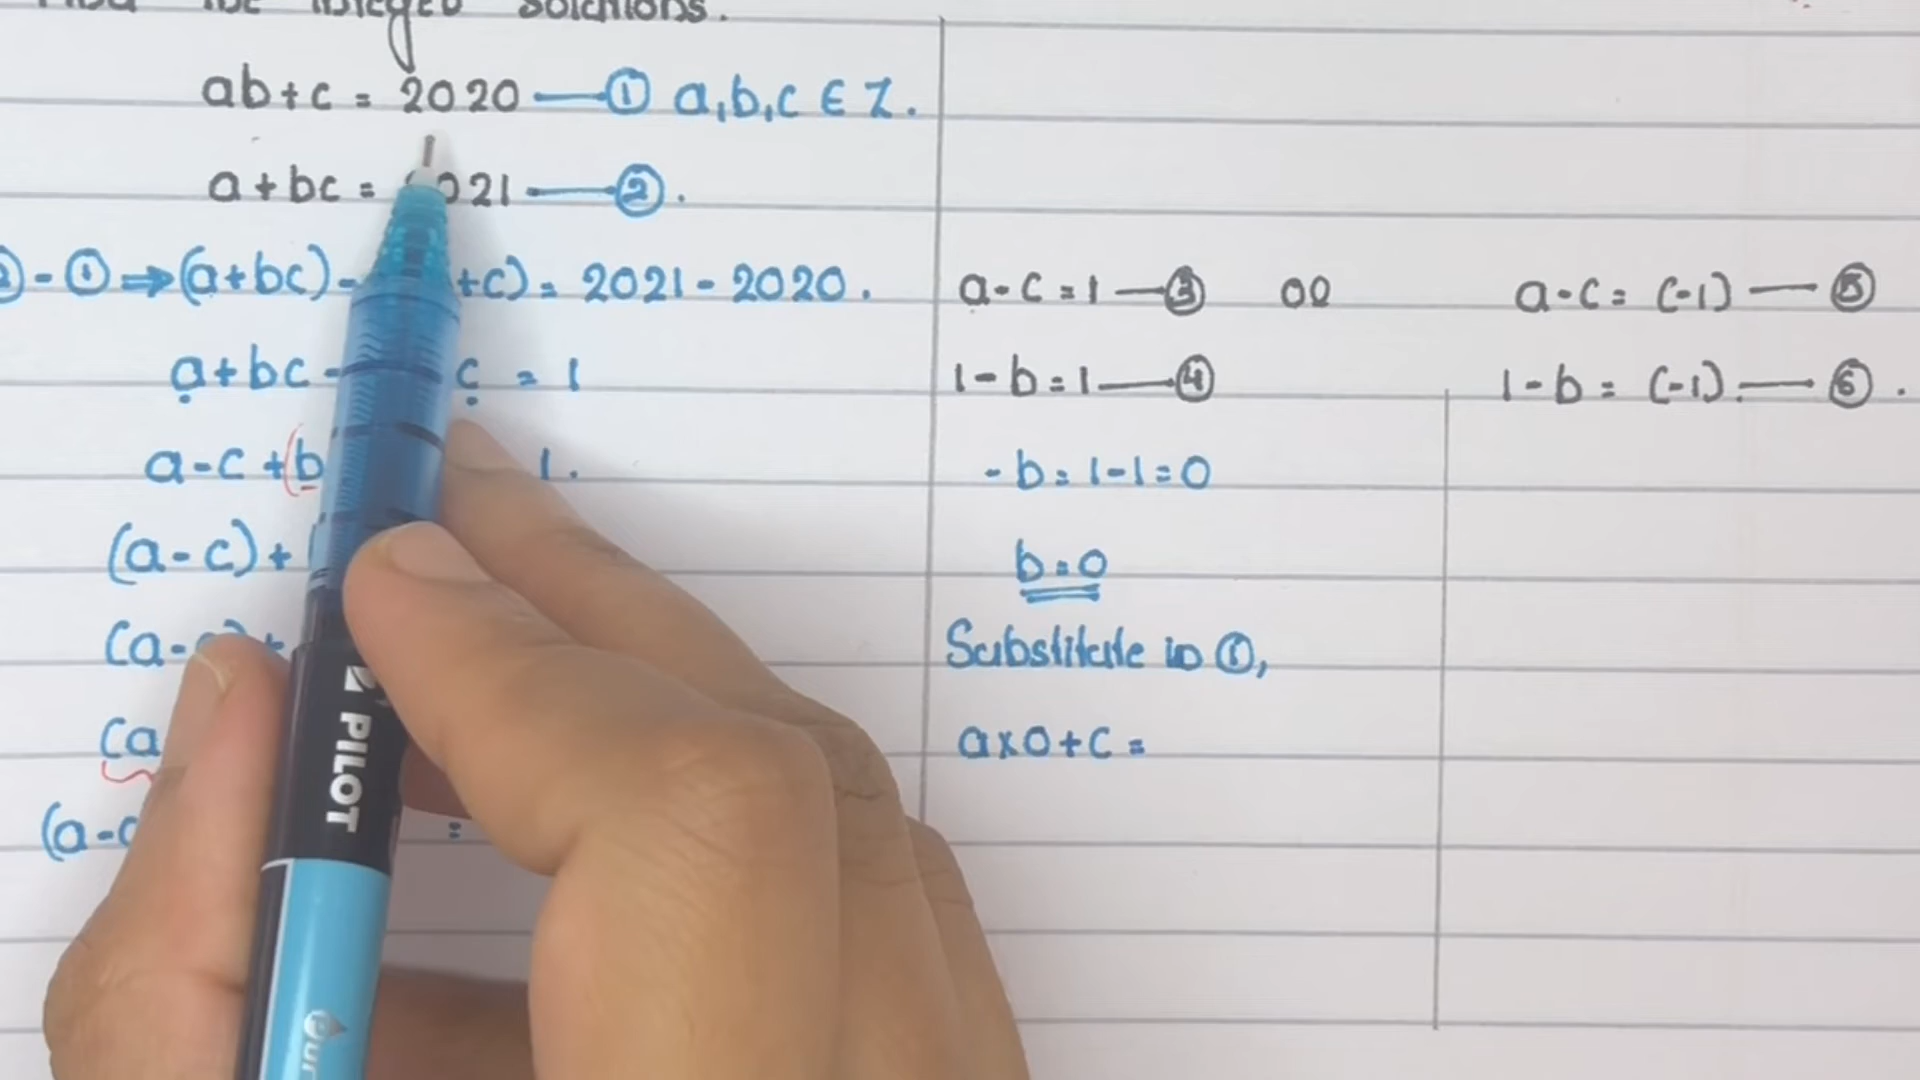 solutions.
ab+c = 2020 —① a,b,c ∈ Z.
a+bc = 021 —②.
- ① ⇒ (a+bc)- +c) = 2021 - 2020.
a+bc - c = 1
a-c +(b 1.
(a-c)+
(a- +
(a
(a-c =
a-c = 1 —③ OR a-c = (-1) —⑤
1-b = 1 —④ 1-b = (-1). —⑥.
-b = 1-1 = 0
b = 0
Substitute in ①,
a×0+c =
PILOT